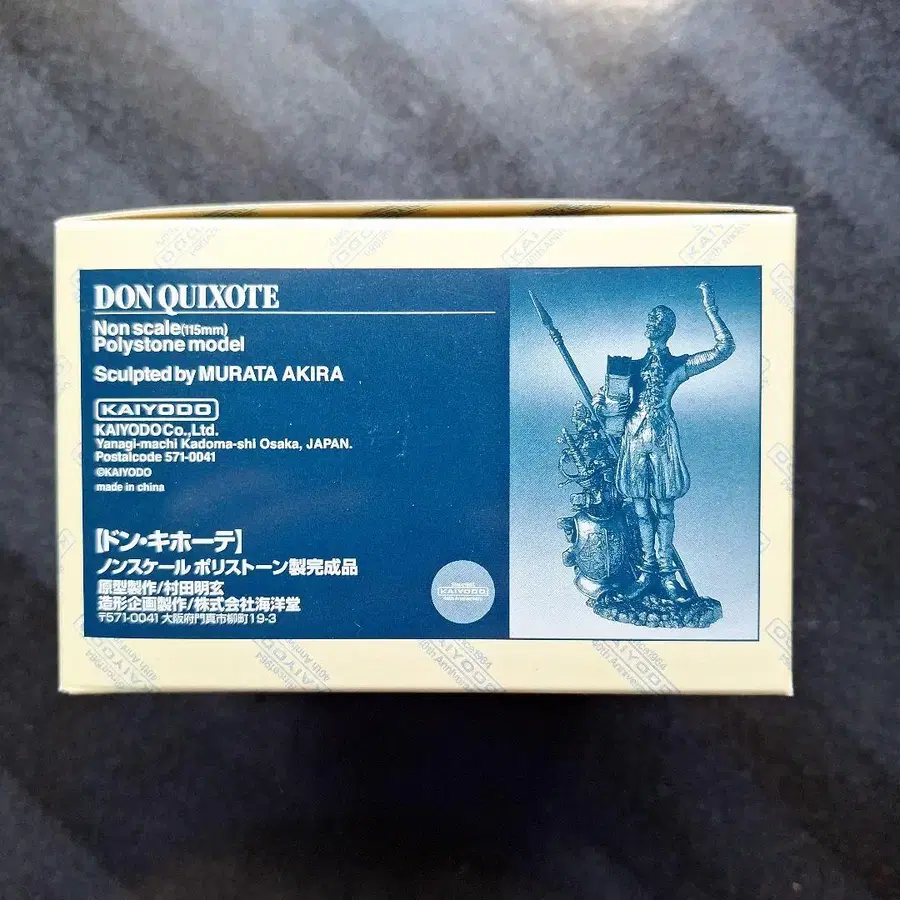 DON QUIXOTE
Non scale(115mm)
Polystone model
Sculpted by MURATA AKIRA
KAIYODO
KAIYODO Co.,Ltd.
Yanagi-machi Kadoma-shi Osaka, JAPAN.
Postalcode 571-0041
©KAIYODO
made in china
【ドン・キホーテ】
ノンスケール ポリストーン製完成品
原型製作/村田明玄
造形企画製作/株式会社海洋堂
〒571-0041 大阪府門真市柳町19-3
KAIYODO